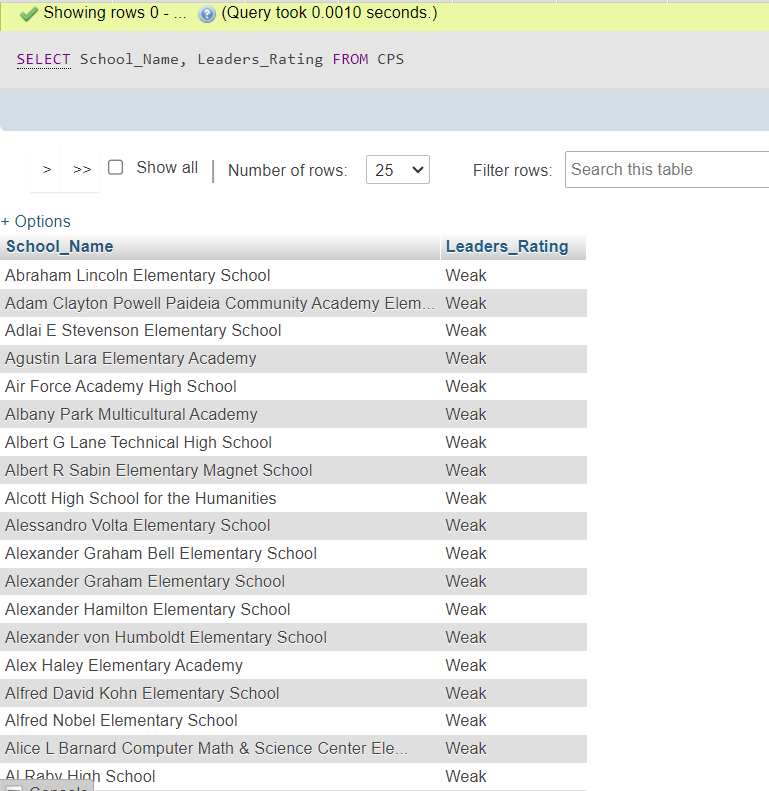 Showing rows 0 - ... (Query took 0.0010 seconds.)
SELECT School_Name, Leaders_Rating FROM CPS
> >> Show all | Number of rows: 25 Filter rows: Search this table
+ Options
School_Name Leaders_Rating
Abraham Lincoln Elementary School Weak
Adam Clayton Powell Paideia Community Academy Elem... Weak
Adlai E Stevenson Elementary School Weak
Agustin Lara Elementary Academy Weak
Air Force Academy High School Weak
Albany Park Multicultural Academy Weak
Albert G Lane Technical High School Weak
Albert R Sabin Elementary Magnet School Weak
Alcott High School for the Humanities Weak
Alessandro Volta Elementary School Weak
Alexander Graham Bell Elementary School Weak
Alexander Graham Elementary School Weak
Alexander Hamilton Elementary School Weak
Alexander von Humboldt Elementary School Weak
Alex Haley Elementary Academy Weak
Alfred David Kohn Elementary School Weak
Alfred Nobel Elementary School Weak
Alice L Barnard Computer Math & Science Center Ele... Weak
Al Raby High School Weak
Console